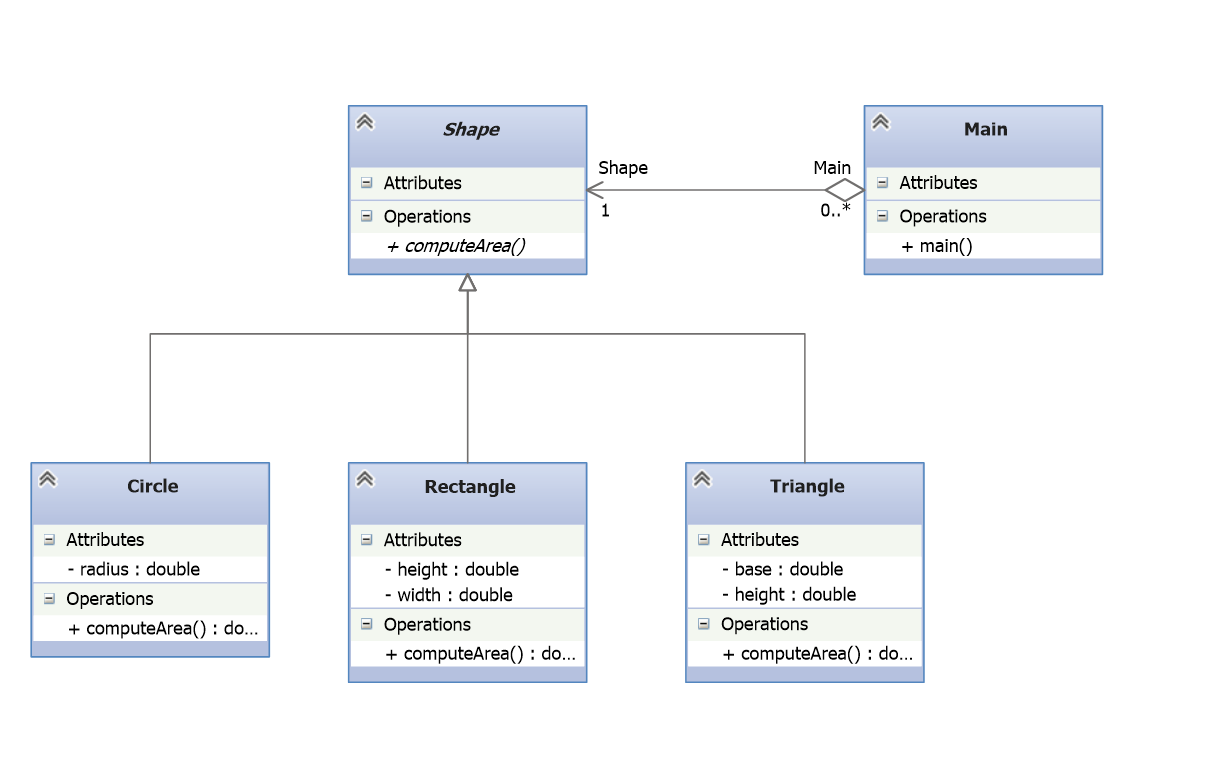 Shape
Attributes
Operations
+ computeArea()
Shape
1
Main
0..*
Main
Attributes
Operations
+ main()
Circle
Attributes
- radius : double
Operations
+ computeArea() : do...
Rectangle
Attributes
- height : double
- width : double
Operations
+ computeArea() : do...
Triangle
Attributes
- base : double
- height : double
Operations
+ computeArea() : do...